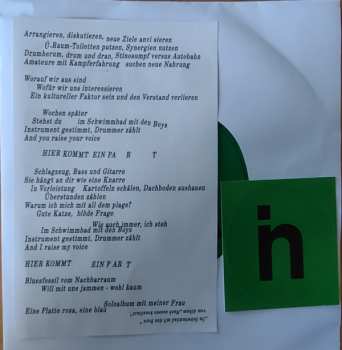 Arrangieren, diskutieren, neue Ziele anvisieren
Ü-Raum-Toiletten putzen, Synergien nutzen
Drumherum, drum und dran, Stinosumpf versus Autobahn
Amateure mit Kampferfahrung suchen neue Nahrung
Worauf wir aus sind
Wofür wir uns interessieren
Ein kultureller Faktor sein und den Verstand verlieren
Wochen später
Stehst du im Schwimmbad mit den Boys
Instrument gestimmt, Drummer zählt
And you raise your voice
HIER KOMMT EIN PA R T
Schlagzeug, Bass und Gitarre
Sie hängt an dir wie eine Knarre
In Vorleistung Kartoffeln schälen, Dachboden ausbauen
Überstunden zählen
Warum ich mich mit all dem plage?
Gute Katze, blöde Frage
Wie auch immer, ich steh
Im Schwimmbad mit den Boys
Instrument gestimmt, Drummer zählt
And I raise my voice
HIER KOMMT EIN PAR T
Bluesfossil vom Nachbarraum
Will mit uns jammen - wohl kaum
Soloalbum mit meiner Frau
Eine Platte rosa, eine blau
in